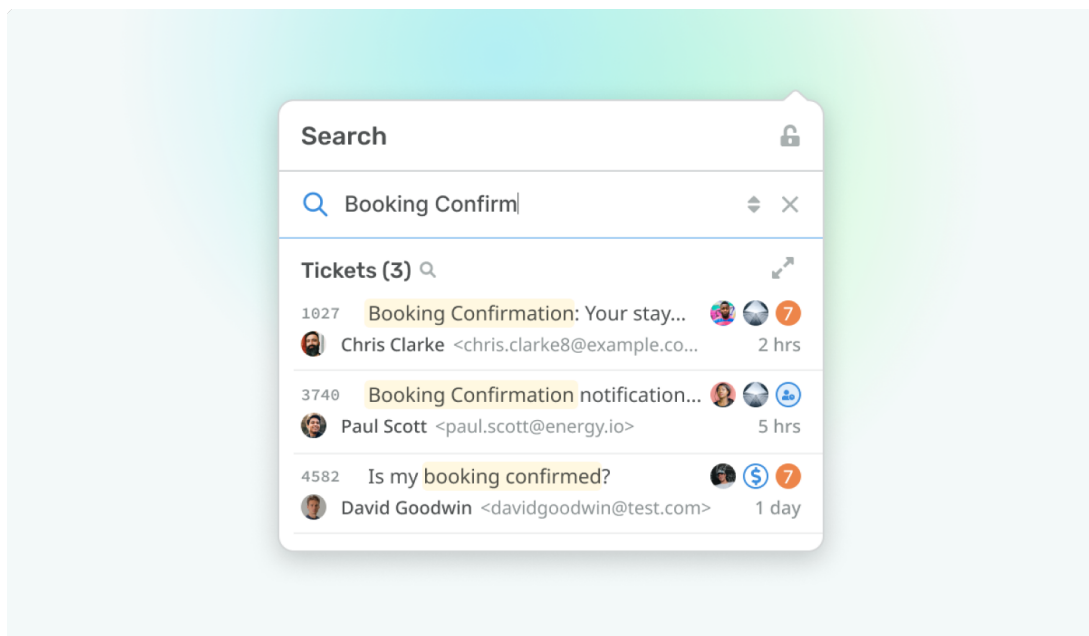 Search
Booking Confirm
Tickets (3)
1027 Booking Confirmation: Your stay... 7
Chris Clarke <chris.clarke8@example.co... 2 hrs
3740 Booking Confirmation notification...
Paul Scott <paul.scott@energy.io> 5 hrs
4582 Is my booking confirmed? $ 7
David Goodwin <davidgoodwin@test.com> 1 day